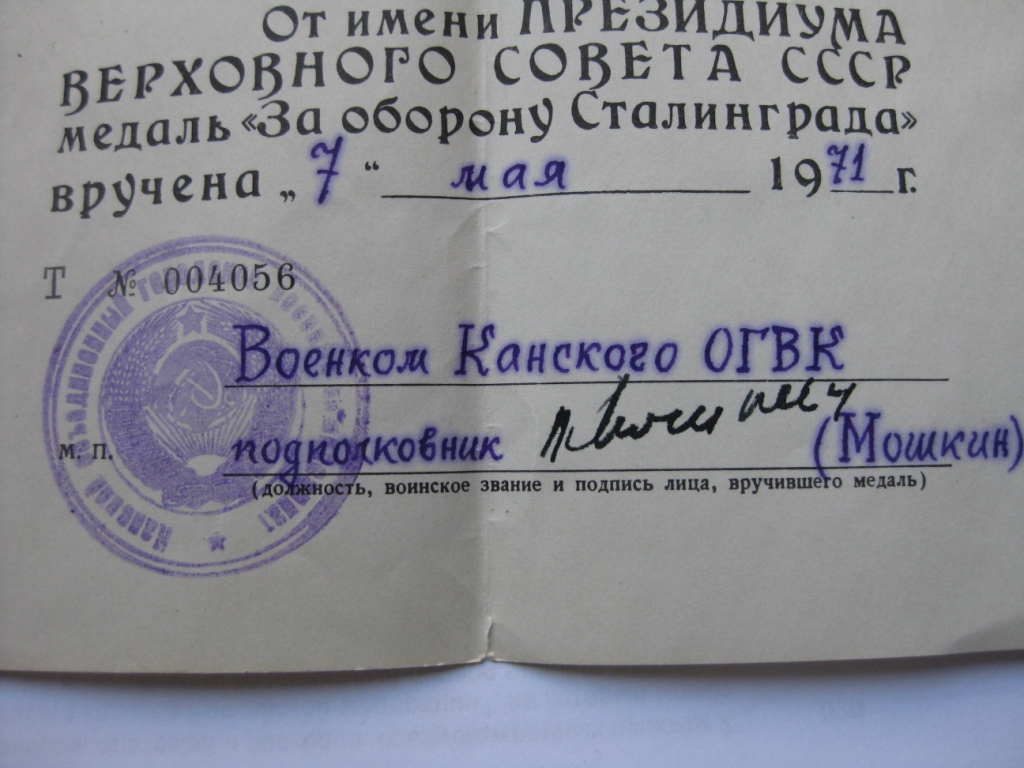 От имени ПРЕЗИДИУМА
ВЕРХОВНОГО СОВЕТА СССР
медаль «За оборону Сталинграда»
вручена „7“ мая 1971 г.
Т № 004056
Военком Канского ОГВК
м. п. подполковник (Мошкин)
(должность, воинское звание и подпись лица, вручившего медаль)